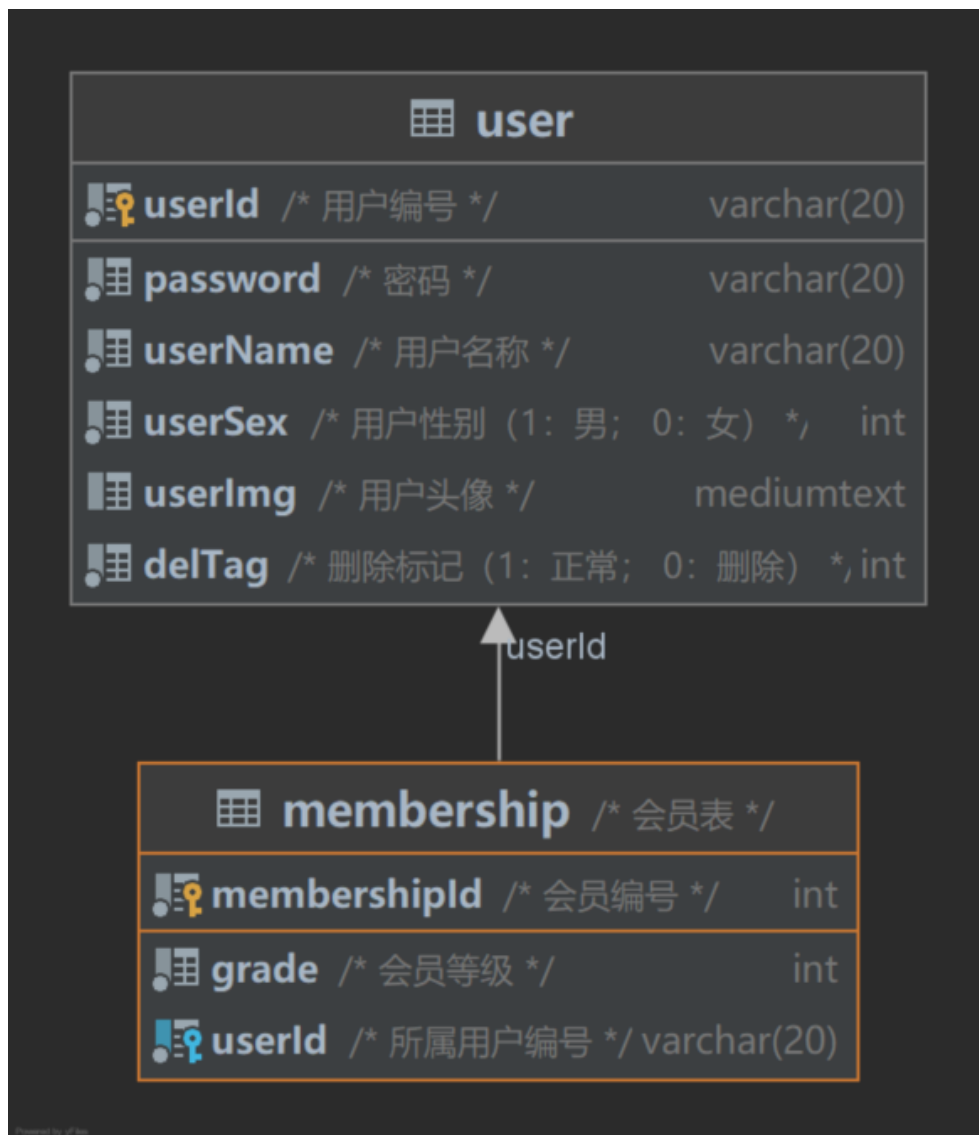 user
userId /* 用户编号 */ varchar(20)
password /* 密码 */ varchar(20)
userName /* 用户名称 */ varchar(20)
userSex /* 用户性别（1：男； 0：女） */ int
userImg /* 用户头像 */ mediumtext
delTag /* 删除标记（1：正常； 0：删除） */ int
userId
membership /* 会员表 */
membershipId /* 会员编号 */ int
grade /* 会员等级 */ int
userId /* 所属用户编号 */ varchar(20)
Powered by yFiles